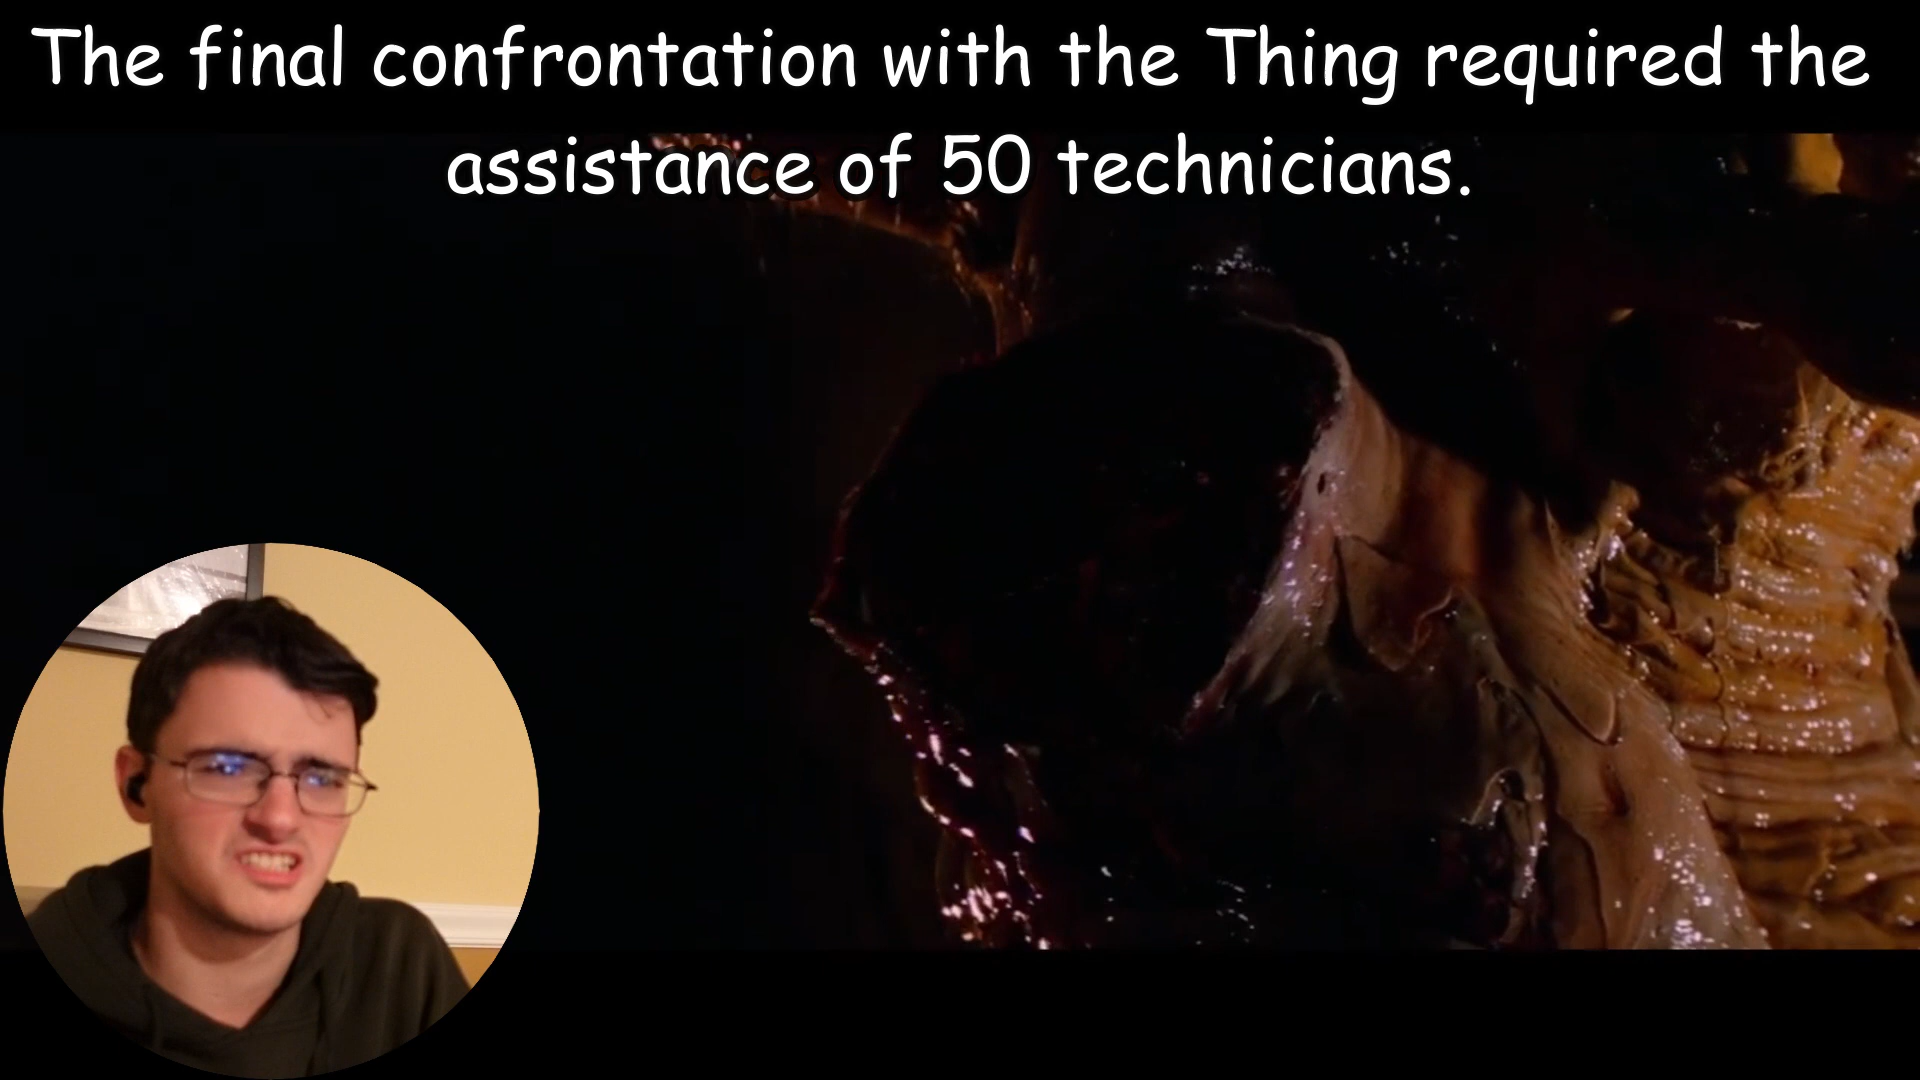 The final confrontation with the Thing required the
assistance of 50 technicians.